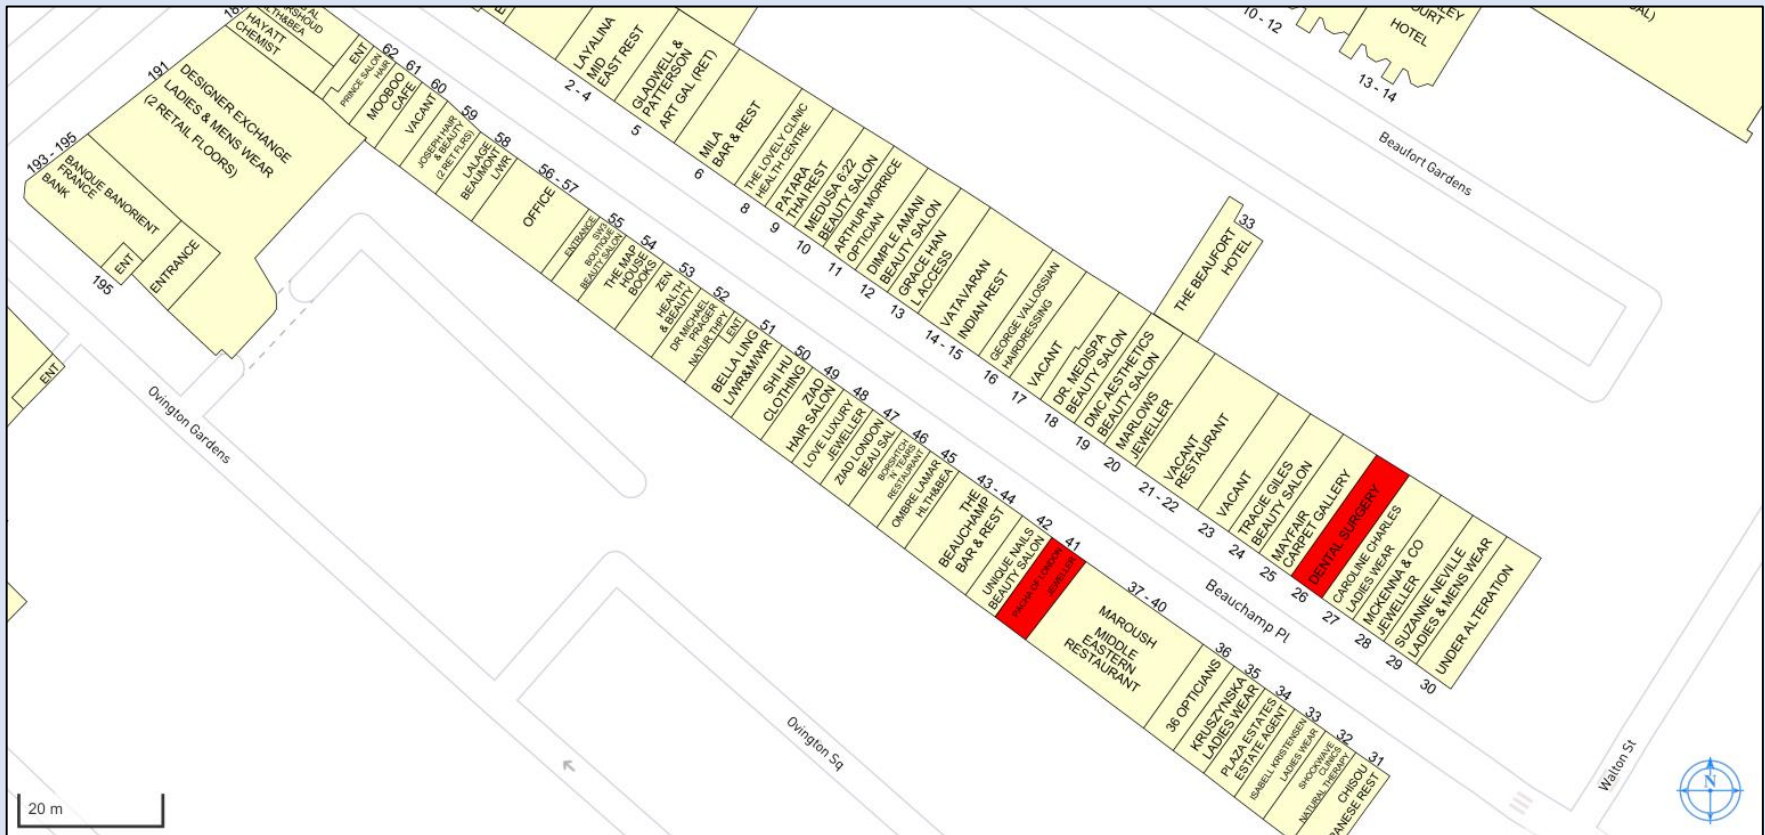 HAYATT
CHEMIST
191
DESIGNER EXCHANGE
LADIES & MENS WEAR
(2 RETAIL FLOORS)
193 - 195
BANQUE BANORIENT
FRANCE
BANK
ENT
195
ENTRANCE
ENT
ENT
PRINCE SALON
HAIR
62
MOOBOO
CAFE
61
VACANT
60
JOSEPH HAIR
& BEAUTY
(2 RET FLRS)
59
LALAGE
BEAUMONT
L/WR
58
OFFICE
56 - 57
ENTRANCE
SW3
BOUTIQUE
BEAUTY SALON
55
THE MAP
HOUSE
BOOKS
54
ZEN
HEALTH
& BEAUTY
53
DR MICHAEL
PRAGER
NATUR THPY
ENT
52
BELLA LING
L/WR&M/WR
51
SHI HU
CLOTHING
50
ZIAD
HAIR SALON
49
LOVE LUXURY
JEWELLER
48
ZIAD LONDON
BEAU SAL
47
BORSHTCH
'N' TEARS
RESTAURANT
46
OMBRE LAMAR
HLTH&BEA
45
THE
BEAUCHAMP
BAR & REST
43 - 44
UNIQUE NAILS
BEAUTY SALON
42
PACHA OF LONDON
JEWELLER
41
MAROUSH
MIDDLE
EASTERN
RESTAURANT
37 - 40
36 OPTICIANS
36
KRUSZYNSKA
LADIES WEAR
35
PLAZA ESTATES
ESTATE AGENT
34
ISABELL KRISTENSEN
LADIES WEAR
33
SHOCKWAVE
CLINICS
NATURAL THERAPY
32
CHISOU
31
LAYALINA
MID
EAST REST
2 - 4
GLADWELL &
PATTERSON
ART GAL (RET)
5
MILA
BAR & REST
6
THE LOVELY CLINIC
HEALTH CENTRE
8
PATARA
THAI REST
9
MEDUSA 6:22
BEAUTY SALON
10
ARTHUR MORRICE
OPTICIAN
11
DIMPLE AMANI
BEAUTY SALON
12
GRACE HAN
L ACCESS
13
VATAVARAN
INDIAN REST
14 - 15
GEORGE VALLOSSIAN
HAIRDRESSING
16
VACANT
17
DR. MEDISPA
BEAUTY SALON
18
DMC AESTHETICS
BEAUTY SALON
19
MARLOWS
JEWELLER
20
VACANT
RESTAURANT
21 - 22
VACANT
23
TRACIE GILES
BEAUTY SALON
24
MAYFAIR
CARPET GALLERY
25
DENTAL SURGERY
26
CAROLINE CHARLES
LADIES WEAR
27
MCKENNA & CO
JEWELLER
28
SUZANNE NEVILLE
LADIES & MENS WEAR
29
UNDER ALTERATION
30
THE BEAUFORT
HOTEL
33
10 - 12
HOTEL
13 - 14
Beaufort Gardens
Beauchamp Pl
Walton St
Ovington Gardens
Ovington Sq
20 m
N